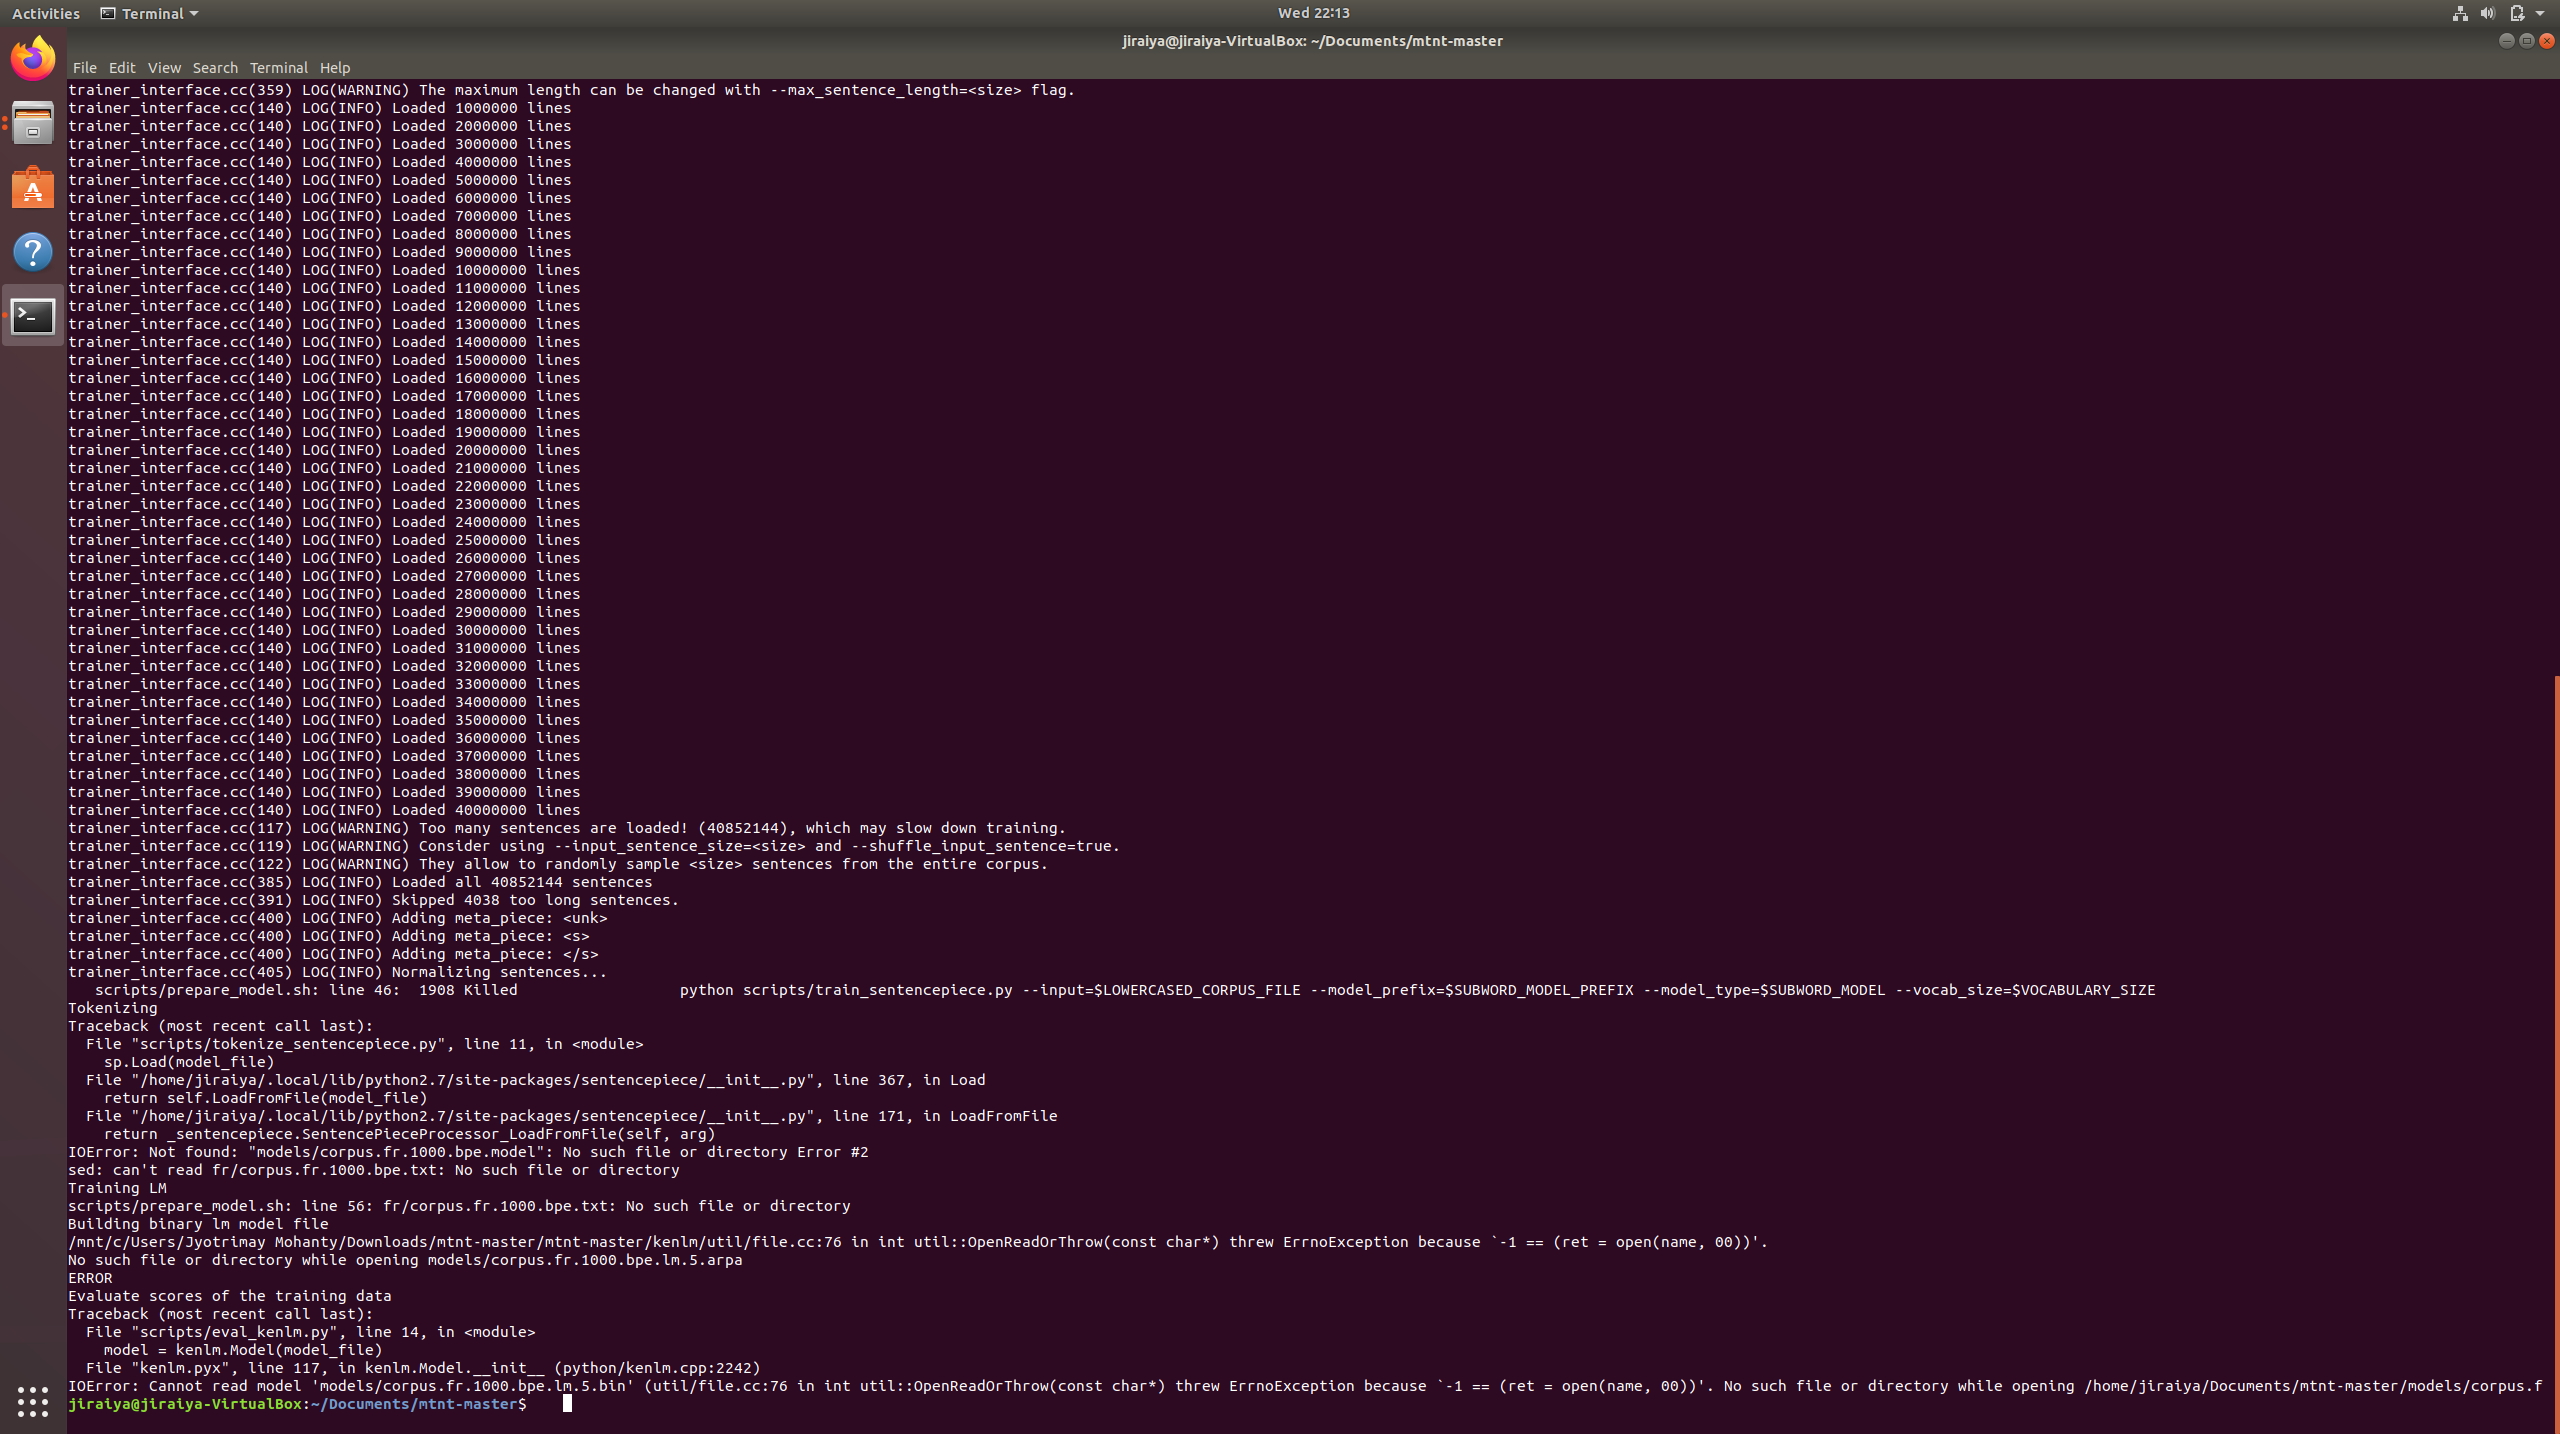 Activities Terminal Wed 22:13
jiraiya@jiraiya-VirtualBox: ~/Documents/mtnt-master
File Edit View Search Terminal Help
trainer_interface.cc(359) LOG(WARNING) The maximum length can be changed with --max_sentence_length=<size> flag.
trainer_interface.cc(140) LOG(INFO) Loaded 1000000 lines
trainer_interface.cc(140) LOG(INFO) Loaded 2000000 lines
trainer_interface.cc(140) LOG(INFO) Loaded 3000000 lines
trainer_interface.cc(140) LOG(INFO) Loaded 4000000 lines
trainer_interface.cc(140) LOG(INFO) Loaded 5000000 lines
trainer_interface.cc(140) LOG(INFO) Loaded 6000000 lines
trainer_interface.cc(140) LOG(INFO) Loaded 7000000 lines
trainer_interface.cc(140) LOG(INFO) Loaded 8000000 lines
trainer_interface.cc(140) LOG(INFO) Loaded 9000000 lines
trainer_interface.cc(140) LOG(INFO) Loaded 10000000 lines
trainer_interface.cc(140) LOG(INFO) Loaded 11000000 lines
trainer_interface.cc(140) LOG(INFO) Loaded 12000000 lines
trainer_interface.cc(140) LOG(INFO) Loaded 13000000 lines
trainer_interface.cc(140) LOG(INFO) Loaded 14000000 lines
trainer_interface.cc(140) LOG(INFO) Loaded 15000000 lines
trainer_interface.cc(140) LOG(INFO) Loaded 16000000 lines
trainer_interface.cc(140) LOG(INFO) Loaded 17000000 lines
trainer_interface.cc(140) LOG(INFO) Loaded 18000000 lines
trainer_interface.cc(140) LOG(INFO) Loaded 19000000 lines
trainer_interface.cc(140) LOG(INFO) Loaded 20000000 lines
trainer_interface.cc(140) LOG(INFO) Loaded 21000000 lines
trainer_interface.cc(140) LOG(INFO) Loaded 22000000 lines
trainer_interface.cc(140) LOG(INFO) Loaded 23000000 lines
trainer_interface.cc(140) LOG(INFO) Loaded 24000000 lines
trainer_interface.cc(140) LOG(INFO) Loaded 25000000 lines
trainer_interface.cc(140) LOG(INFO) Loaded 26000000 lines
trainer_interface.cc(140) LOG(INFO) Loaded 27000000 lines
trainer_interface.cc(140) LOG(INFO) Loaded 28000000 lines
trainer_interface.cc(140) LOG(INFO) Loaded 29000000 lines
trainer_interface.cc(140) LOG(INFO) Loaded 30000000 lines
trainer_interface.cc(140) LOG(INFO) Loaded 31000000 lines
trainer_interface.cc(140) LOG(INFO) Loaded 32000000 lines
trainer_interface.cc(140) LOG(INFO) Loaded 33000000 lines
trainer_interface.cc(140) LOG(INFO) Loaded 34000000 lines
trainer_interface.cc(140) LOG(INFO) Loaded 35000000 lines
trainer_interface.cc(140) LOG(INFO) Loaded 36000000 lines
trainer_interface.cc(140) LOG(INFO) Loaded 37000000 lines
trainer_interface.cc(140) LOG(INFO) Loaded 38000000 lines
trainer_interface.cc(140) LOG(INFO) Loaded 39000000 lines
trainer_interface.cc(140) LOG(INFO) Loaded 40000000 lines
trainer_interface.cc(117) LOG(WARNING) Too many sentences are loaded! (40852144), which may slow down training.
trainer_interface.cc(119) LOG(WARNING) Consider using --input_sentence_size=<size> and --shuffle_input_sentence=true.
trainer_interface.cc(122) LOG(WARNING) They allow to randomly sample <size> sentences from the entire corpus.
trainer_interface.cc(385) LOG(INFO) Loaded all 40852144 sentences
trainer_interface.cc(391) LOG(INFO) Skipped 4038 too long sentences.
trainer_interface.cc(400) LOG(INFO) Adding meta_piece: <unk>
trainer_interface.cc(400) LOG(INFO) Adding meta_piece: <s>
trainer_interface.cc(400) LOG(INFO) Adding meta_piece: </s>
trainer_interface.cc(405) LOG(INFO) Normalizing sentences...
scripts/prepare_model.sh: line 46: 1908 Killed python scripts/train_sentencepiece.py --input=$LOWERCASED_CORPUS_FILE --model_prefix=$SUBWORD_MODEL_PREFIX --model_type=$SUBWORD_MODEL --vocab_size=$VOCABULARY_SIZE
Tokenizing
Traceback (most recent call last):
File "scripts/tokenize_sentencepiece.py", line 11, in <module>
sp.Load(model_file)
File "/home/jiraiya/.local/lib/python2.7/site-packages/sentencepiece/__init__.py", line 367, in Load
return self.LoadFromFile(model_file)
File "/home/jiraiya/.local/lib/python2.7/site-packages/sentencepiece/__init__.py", line 171, in LoadFromFile
return _sentencepiece.SentencePieceProcessor_LoadFromFile(self, arg)
IOError: Not found: "models/corpus.fr.1000.bpe.model": No such file or directory Error #2
sed: can't read fr/corpus.fr.1000.bpe.txt: No such file or directory
Training LM
scripts/prepare_model.sh: line 56: fr/corpus.fr.1000.bpe.txt: No such file or directory
Building binary lm model file
/mnt/c/Users/Jyotrimay Mohanty/Downloads/mtnt-master/mtnt-master/kenlm/util/file.cc:76 in int util::OpenReadOrThrow(const char*) threw ErrnoException because `-1 == (ret = open(name, 00))'.
No such file or directory while opening models/corpus.fr.1000.bpe.lm.5.arpa
ERROR
Evaluate scores of the training data
Traceback (most recent call last):
File "scripts/eval_kenlm.py", line 14, in <module>
model = kenlm.Model(model_file)
File "kenlm.pyx", line 117, in kenlm.Model.__init__ (python/kenlm.cpp:2242)
IOError: Cannot read model 'models/corpus.fr.1000.bpe.lm.5.bin' (util/file.cc:76 in int util::OpenReadOrThrow(const char*) threw ErrnoException because `-1 == (ret = open(name, 00))'. No such file or directory while opening /home/jiraiya/Documents/mtnt-master/models/corpus.f
jiraiya@jiraiya-VirtualBox:~/Documents/mtnt-master$